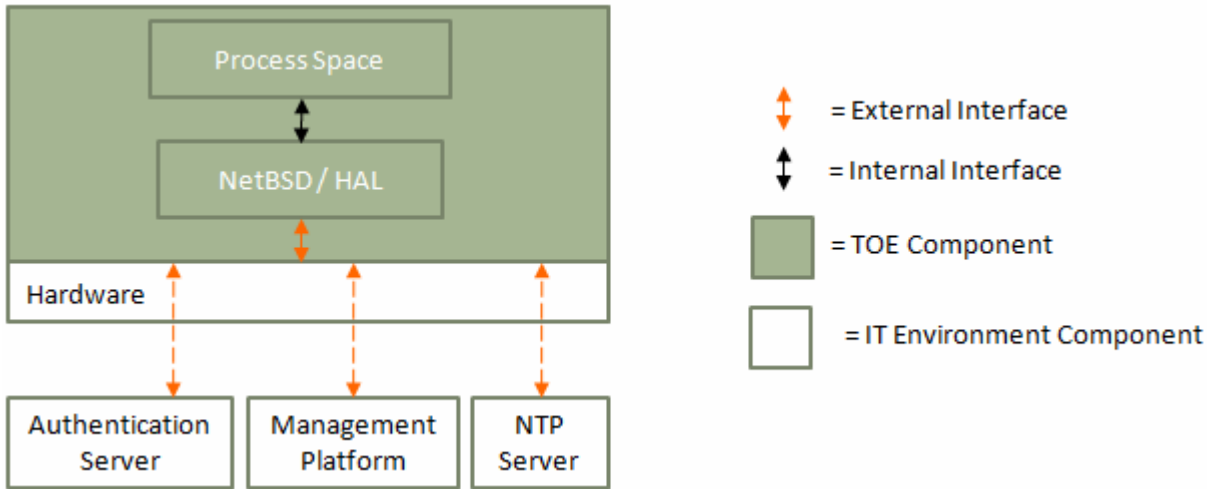 Process Space
NetBSD / HAL
Hardware
Authentication
Server
Management
Platform
NTP
Server
= External Interface
= Internal Interface
= TOE Component
= IT Environment Component